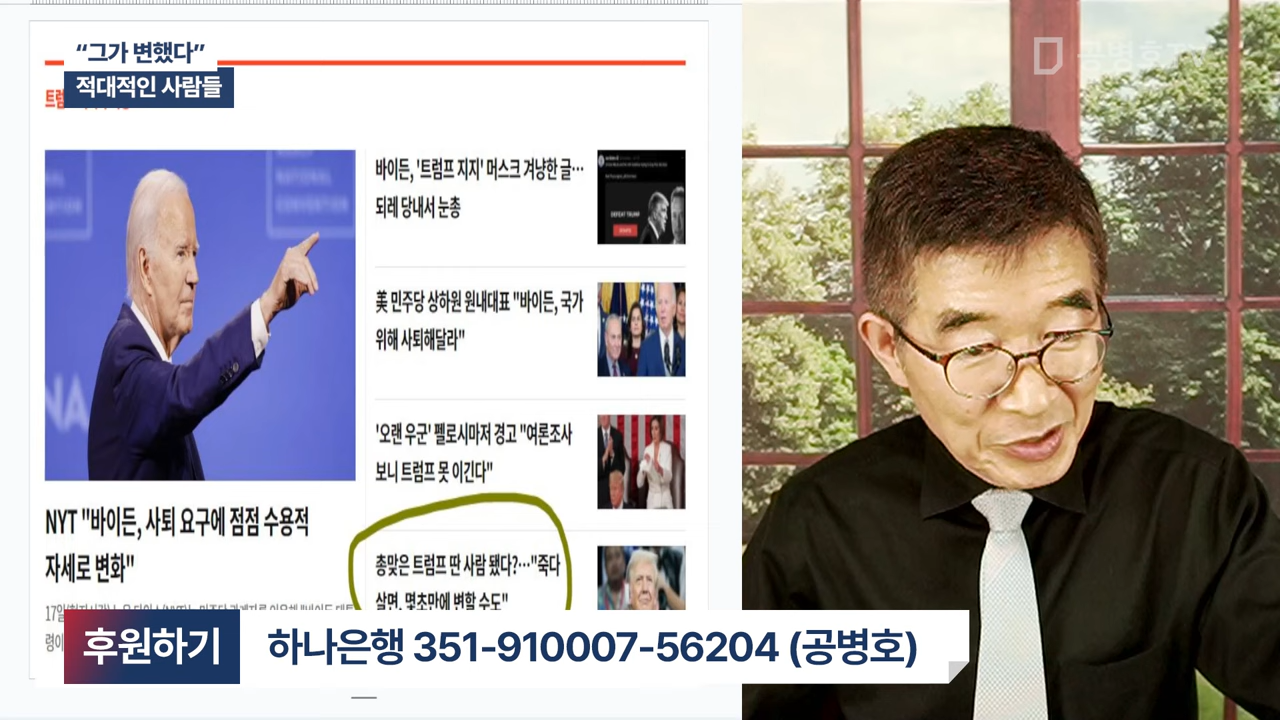 “그가 변했다”
적대적인 사람들
공병호
바이든, '트럼프 지지' 머스크 겨냥한 글…
되레 당내서 눈총
DEFEAT TRUMP
美 민주당 상하원 원내대표 "바이든, 국가
위해 사퇴해달라"
'오랜 우군' 펠로시마저 경고 "여론조사
보니 트럼프 못 이긴다"
NYT "바이든, 사퇴 요구에 점점 수용적
자세로 변화"
총맞은 트럼프 딴 사람 됐다?…"죽다
살면, 몇초만에 변할 수도"
후원하기
하나은행 351-910007-56204 (공병호)